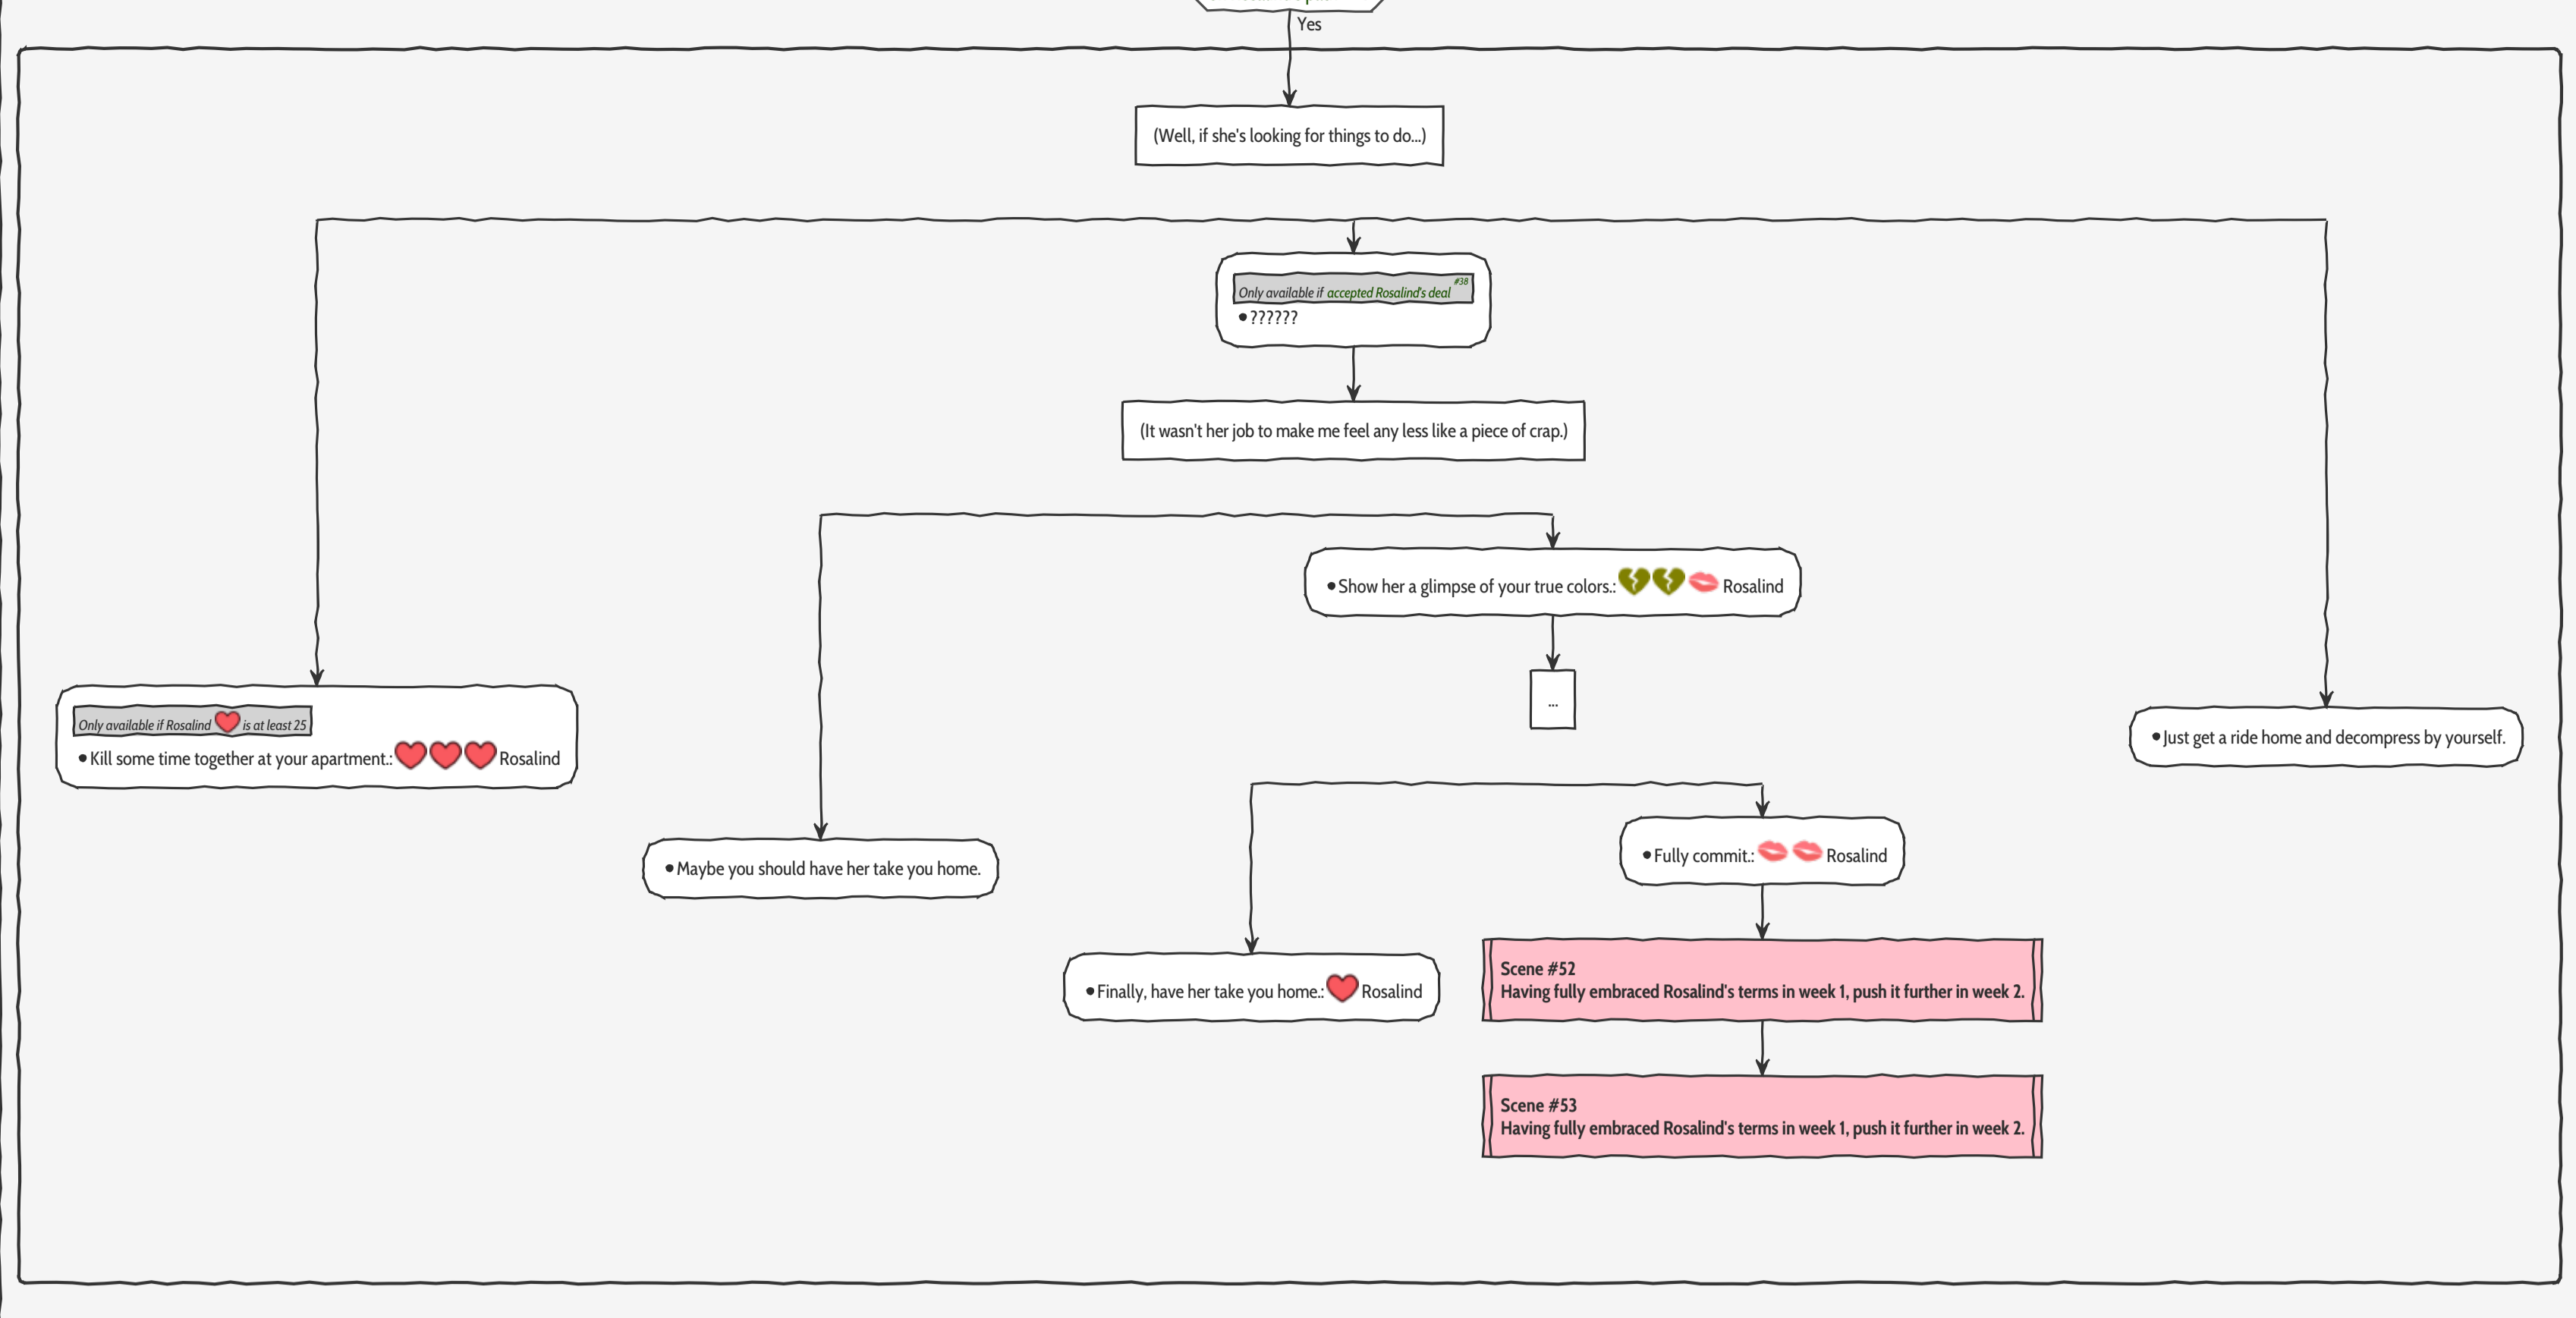 Yes
(Well, if she's looking for things to do...)
Only available if accepted Rosalind's deal #38
●??????
(It wasn't her job to make me feel any less like a piece of crap.)
●Show her a glimpse of your true colors.: Rosalind
...
Only available if Rosalind is at least 25
●Kill some time together at your apartment.: Rosalind
●Just get a ride home and decompress by yourself.
●Maybe you should have her take you home.
●Fully commit.: Rosalind
●Finally, have her take you home.: Rosalind
Scene #52
Having fully embraced Rosalind's terms in week 1, push it further in week 2.
Scene #53
Having fully embraced Rosalind's terms in week 1, push it further in week 2.